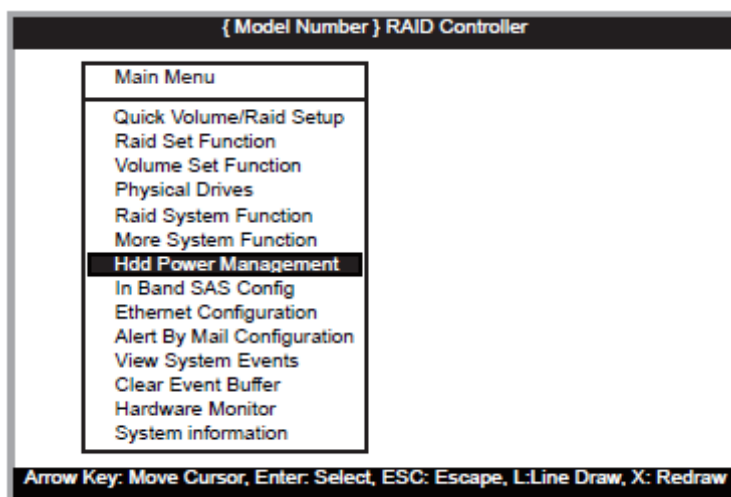 { Model Number } RAID Controller
Main Menu
Quick Volume/Raid Setup
Raid Set Function
Volume Set Function
Physical Drives
Raid System Function
More System Function
Hdd Power Management
In Band SAS Config
Ethernet Configuration
Alert By Mail Configuration
View System Events
Clear Event Buffer
Hardware Monitor
System information
Arrow Key: Move Cursor, Enter: Select, ESC: Escape, L:Line Draw, X: Redraw